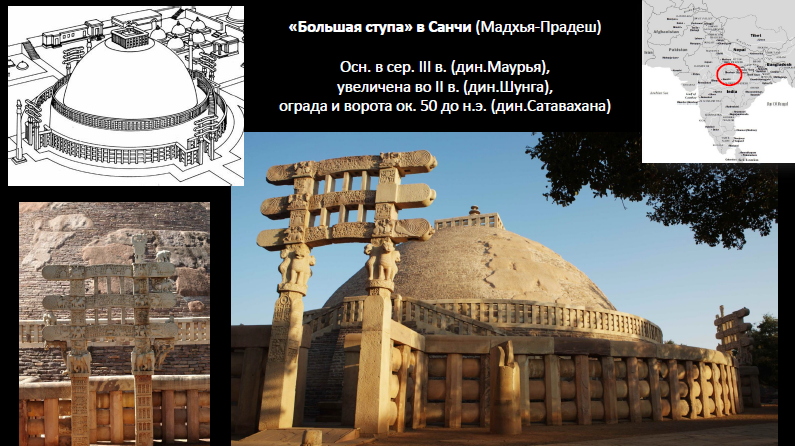 «Большая ступа» в Санчи (Мадхья-Прадеш)
Осн. в сер. III в. (дин.Маурья),
увеличена во II в. (дин.Шунга),
ограда и ворота ок. 50 до н.э. (дин.Сатавахана)
Afghanistan
Tibet
Pakistan
Nepal
Bangladesh
India